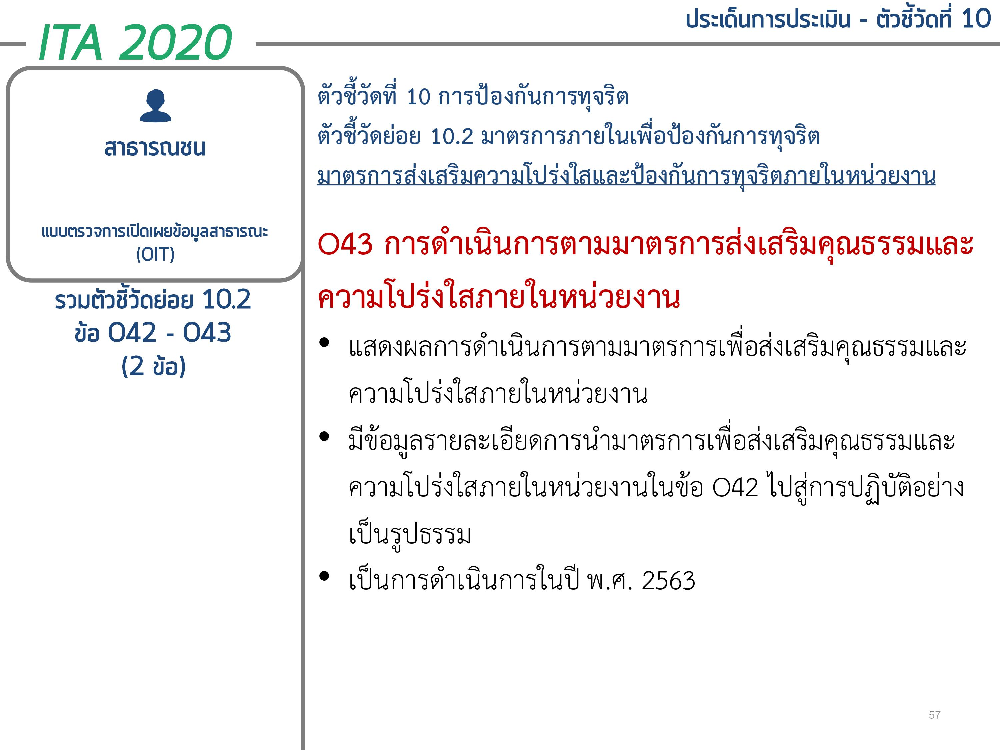 ประเด็นการประเมิน - ตัวชี้วัดที่ 10
ITA 2020
สาธารณชน
แบบตรวจการเปิดเผยข้อมูลสาธารณะ
(OIT)
รวมตัวชี้วัดย่อย 10.2
ข้อ O42 - O43
(2 ข้อ)
ตัวชี้วัดที่ 10 การป้องกันการทุจริต
ตัวชี้วัดย่อย 10.2 มาตรการภายในเพื่อป้องกันการทุจริต
มาตรการส่งเสริมความโปร่งใสและป้องกันการทุจริตภายในหน่วยงาน
O43 การดำเนินการตามมาตรการส่งเสริมคุณธรรมและ
ความโปร่งใสภายในหน่วยงาน
• แสดงผลการดำเนินการตามมาตรการเพื่อส่งเสริมคุณธรรมและ
ความโปร่งใสภายในหน่วยงาน
• มีข้อมูลรายละเอียดการนำมาตรการเพื่อส่งเสริมคุณธรรมและ
ความโปร่งใสภายในหน่วยงานในข้อ O42 ไปสู่การปฏิบัติอย่าง
เป็นรูปธรรม
• เป็นการดำเนินการในปี พ.ศ. 2563
57